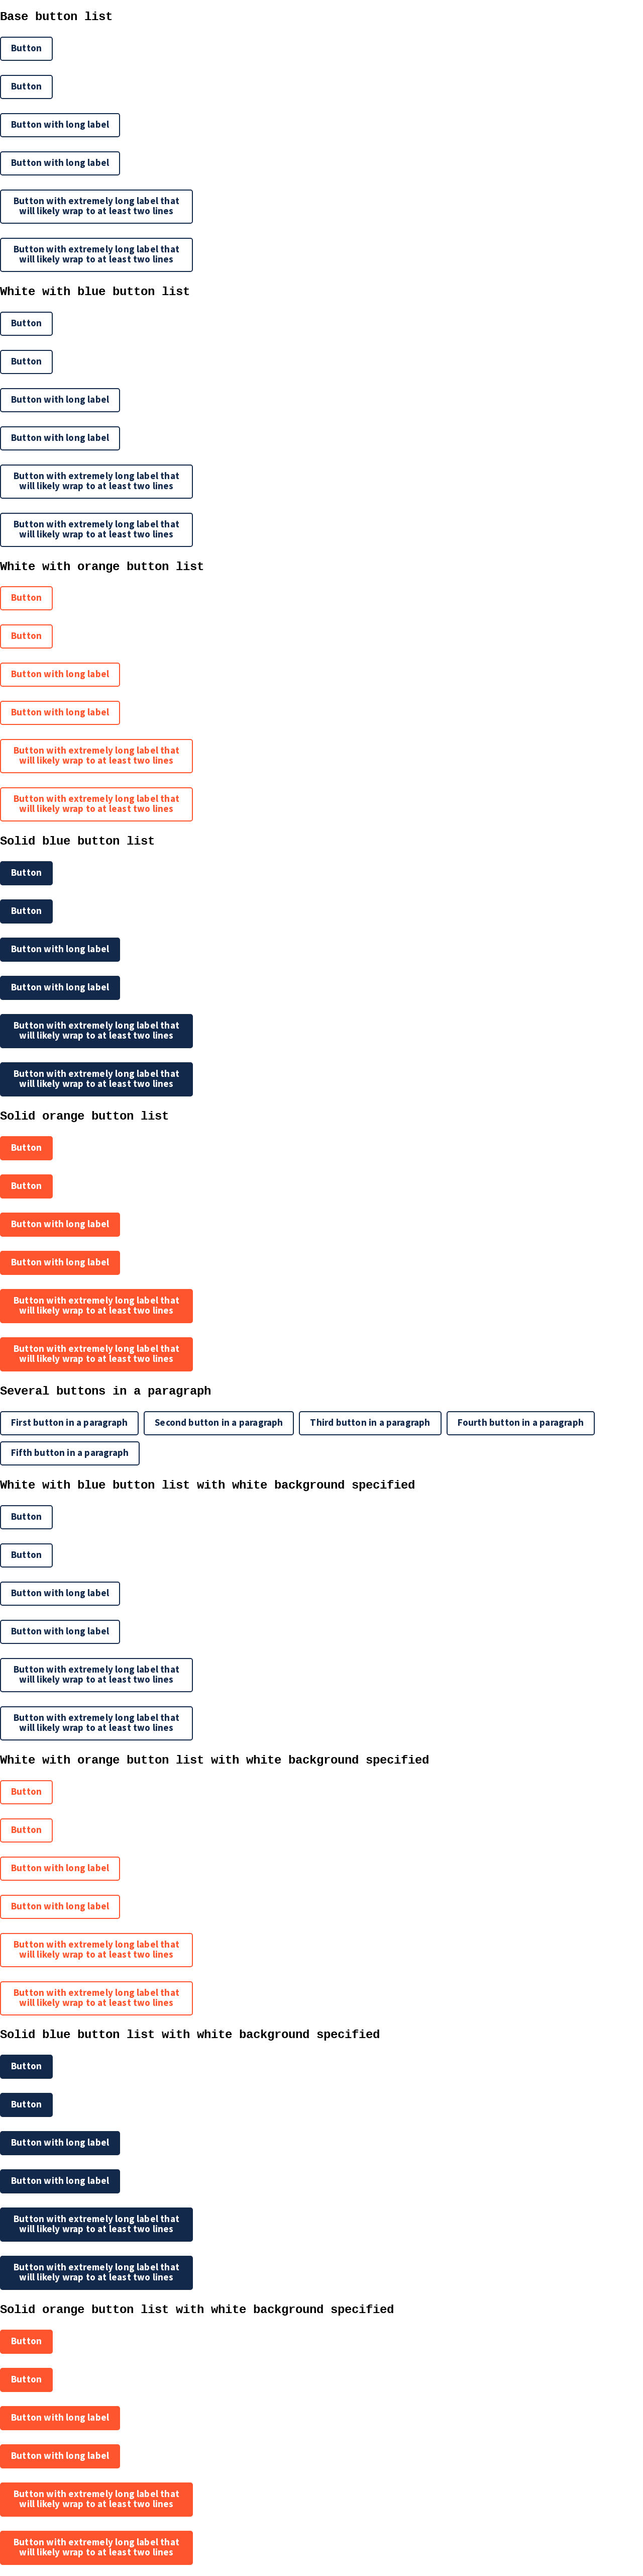 Base button list
Button
Button
Button with long label
Button with long label
Button with extremely long label that
will likely wrap to at least two lines
Button with extremely long label that
will likely wrap to at least two lines
White with blue button list
Button
Button
Button with long label
Button with long label
Button with extremely long label that
will likely wrap to at least two lines
Button with extremely long label that
will likely wrap to at least two lines
White with orange button list
Button
Button
Button with long label
Button with long label
Button with extremely long label that
will likely wrap to at least two lines
Button with extremely long label that
will likely wrap to at least two lines
Solid blue button list
Button
Button
Button with long label
Button with long label
Button with extremely long label that
will likely wrap to at least two lines
Button with extremely long label that
will likely wrap to at least two lines
Solid orange button list
Button
Button
Button with long label
Button with long label
Button with extremely long label that
will likely wrap to at least two lines
Button with extremely long label that
will likely wrap to at least two lines
Several buttons in a paragraph
First button in a paragraph Second button in a paragraph Third button in a paragraph Fourth button in a paragraph
Fifth button in a paragraph
White with blue button list with white background specified
Button
Button
Button with long label
Button with long label
Button with extremely long label that
will likely wrap to at least two lines
Button with extremely long label that
will likely wrap to at least two lines
White with orange button list with white background specified
Button
Button
Button with long label
Button with long label
Button with extremely long label that
will likely wrap to at least two lines
Button with extremely long label that
will likely wrap to at least two lines
Solid blue button list with white background specified
Button
Button
Button with long label
Button with long label
Button with extremely long label that
will likely wrap to at least two lines
Button with extremely long label that
will likely wrap to at least two lines
Solid orange button list with white background specified
Button
Button
Button with long label
Button with long label
Button with extremely long label that
will likely wrap to at least two lines
Button with extremely long label that
will likely wrap to at least two lines